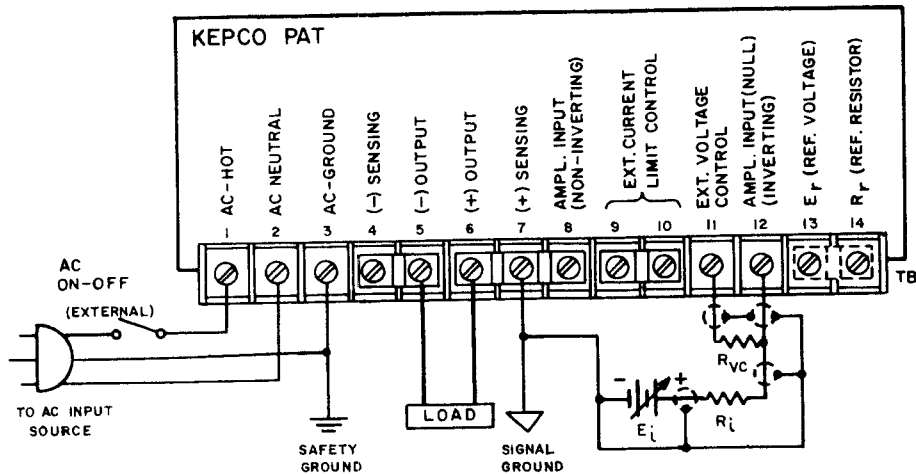 KEPCO PAT
AC-HOT
AC NEUTRAL
AC-GROUND
(-) SENSING
(-) OUTPUT
(+) OUTPUT
(+) SENSING
AMPL. INPUT
(NON-INVERTING)
EXT. CURRENT
LIMIT CONTROL
EXT. VOLTAGE
CONTROL
AMPL. INPUT (NULL)
(INVERTING)
Er (REF. VOLTAGE)
Rr (REF. RESISTOR)
1 2 3 4 5 6 7 8 9 10 11 12 13 14
TB
AC
ON-OFF
(EXTERNAL)
TO AC INPUT
SOURCE
SAFETY
GROUND
LOAD
SIGNAL
GROUND
RVC
- +
Ei
Ri